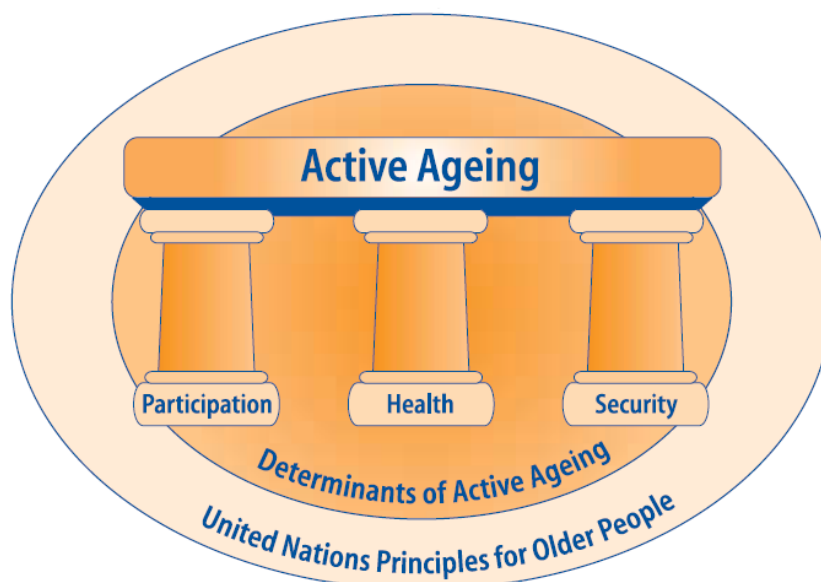 Active Ageing
Participation
Health
Security
Determinants of Active Ageing
United Nations Principles for Older People